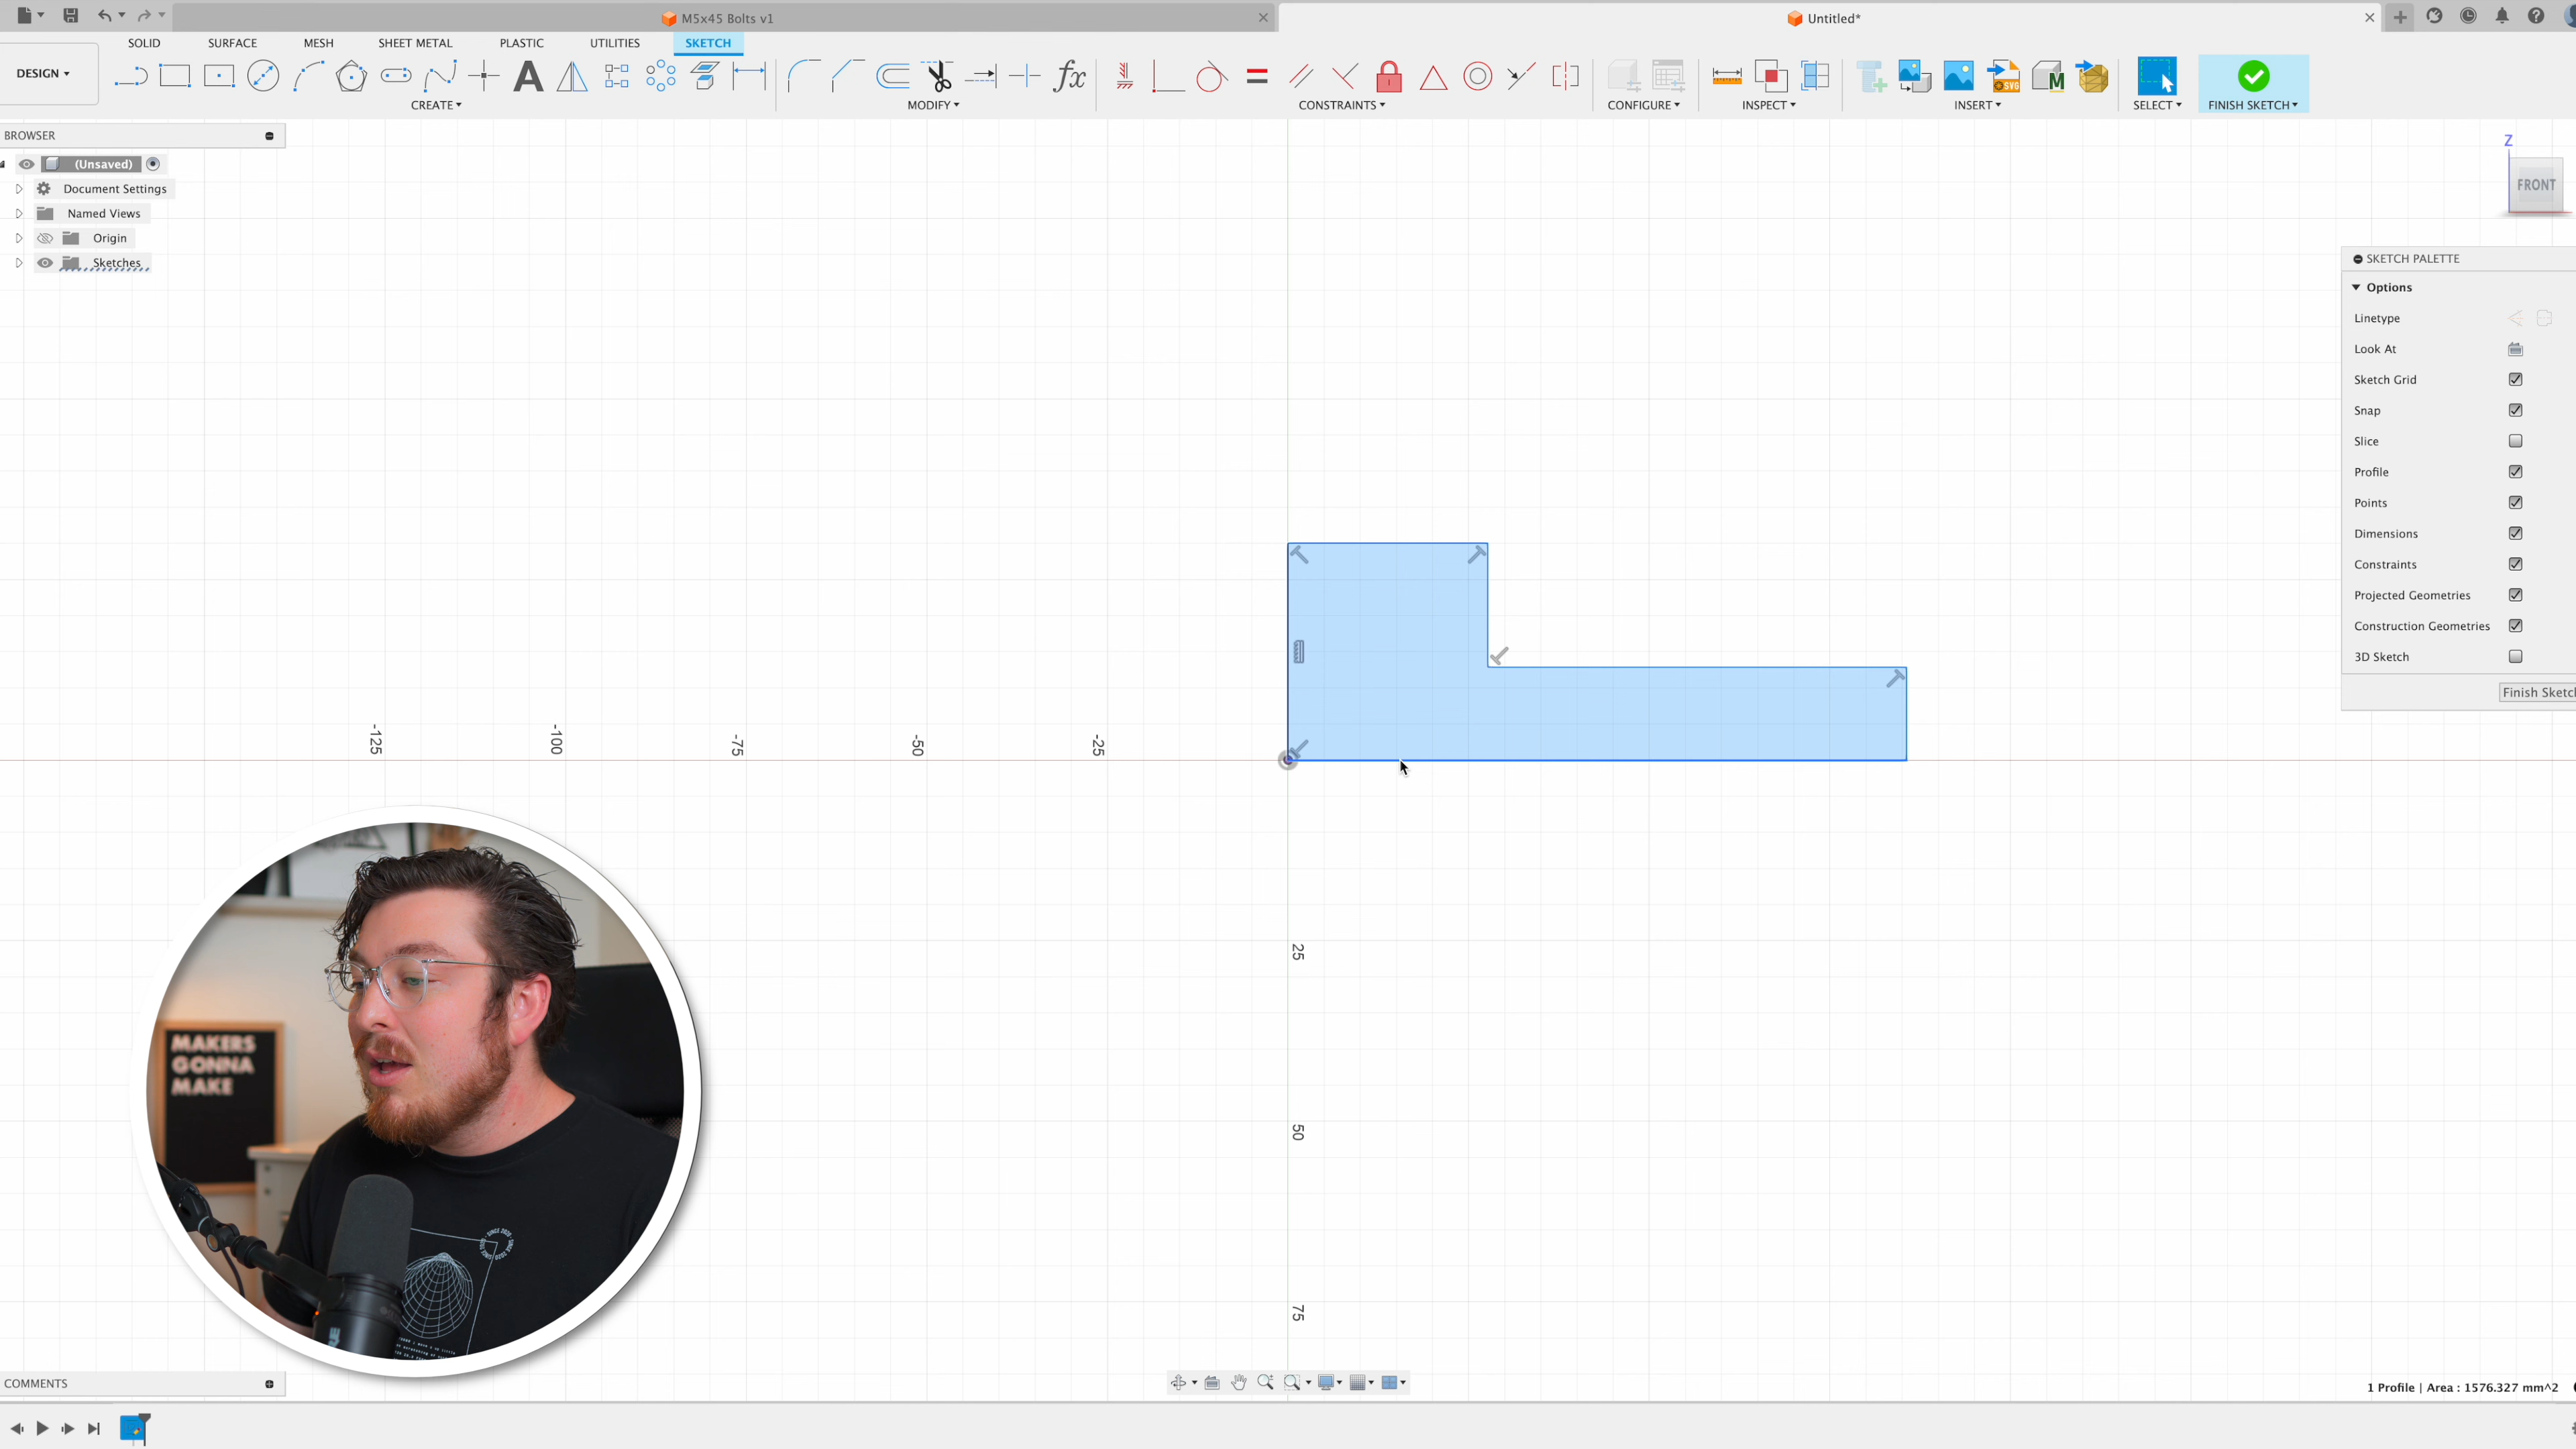 M5x45 Bolts v1
Untitled*
SOLID SURFACE MESH SHEET METAL PLASTIC UTILITIES SKETCH
DESIGN
CREATE MODIFY CONSTRAINTS CONFIGURE INSPECT INSERT SELECT FINISH SKETCH
BROWSER
(Unsaved)
Document Settings
Named Views
Origin
Sketches
Z
FRONT
SKETCH PALETTE
Options
Linetype
Look At
Sketch Grid
Snap
Slice
Profile
Points
Dimensions
Constraints
Projected Geometries
Construction Geometries
3D Sketch
Finish Sketc
-125
-100
-75
-50
-25
25
50
75
MAKERS
GONNA
MAKE
COMMENTS
1 Profile | Area : 1576.327 mm^2